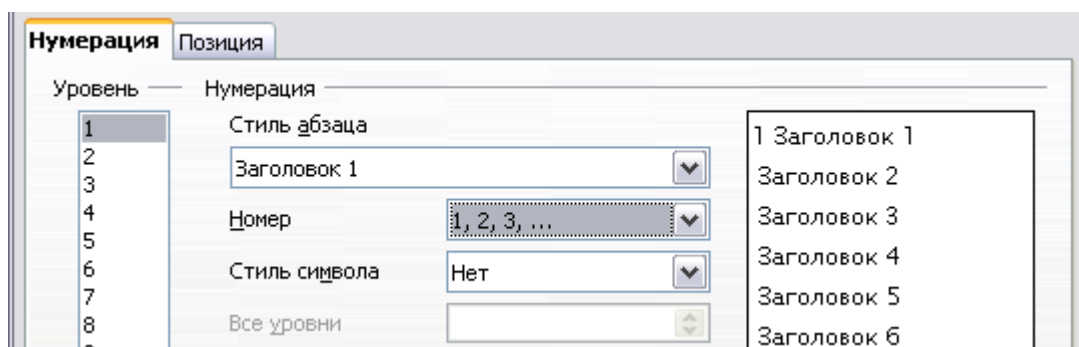 Нумерация Позиция
Уровень Нумерация
1
2
3
4
5
6
7
8
Стиль абзаца
Заголовок 1
Номер 1, 2, 3, ...
Стиль символа Нет
Все уровни
1 Заголовок 1
Заголовок 2
Заголовок 3
Заголовок 4
Заголовок 5
Заголовок 6